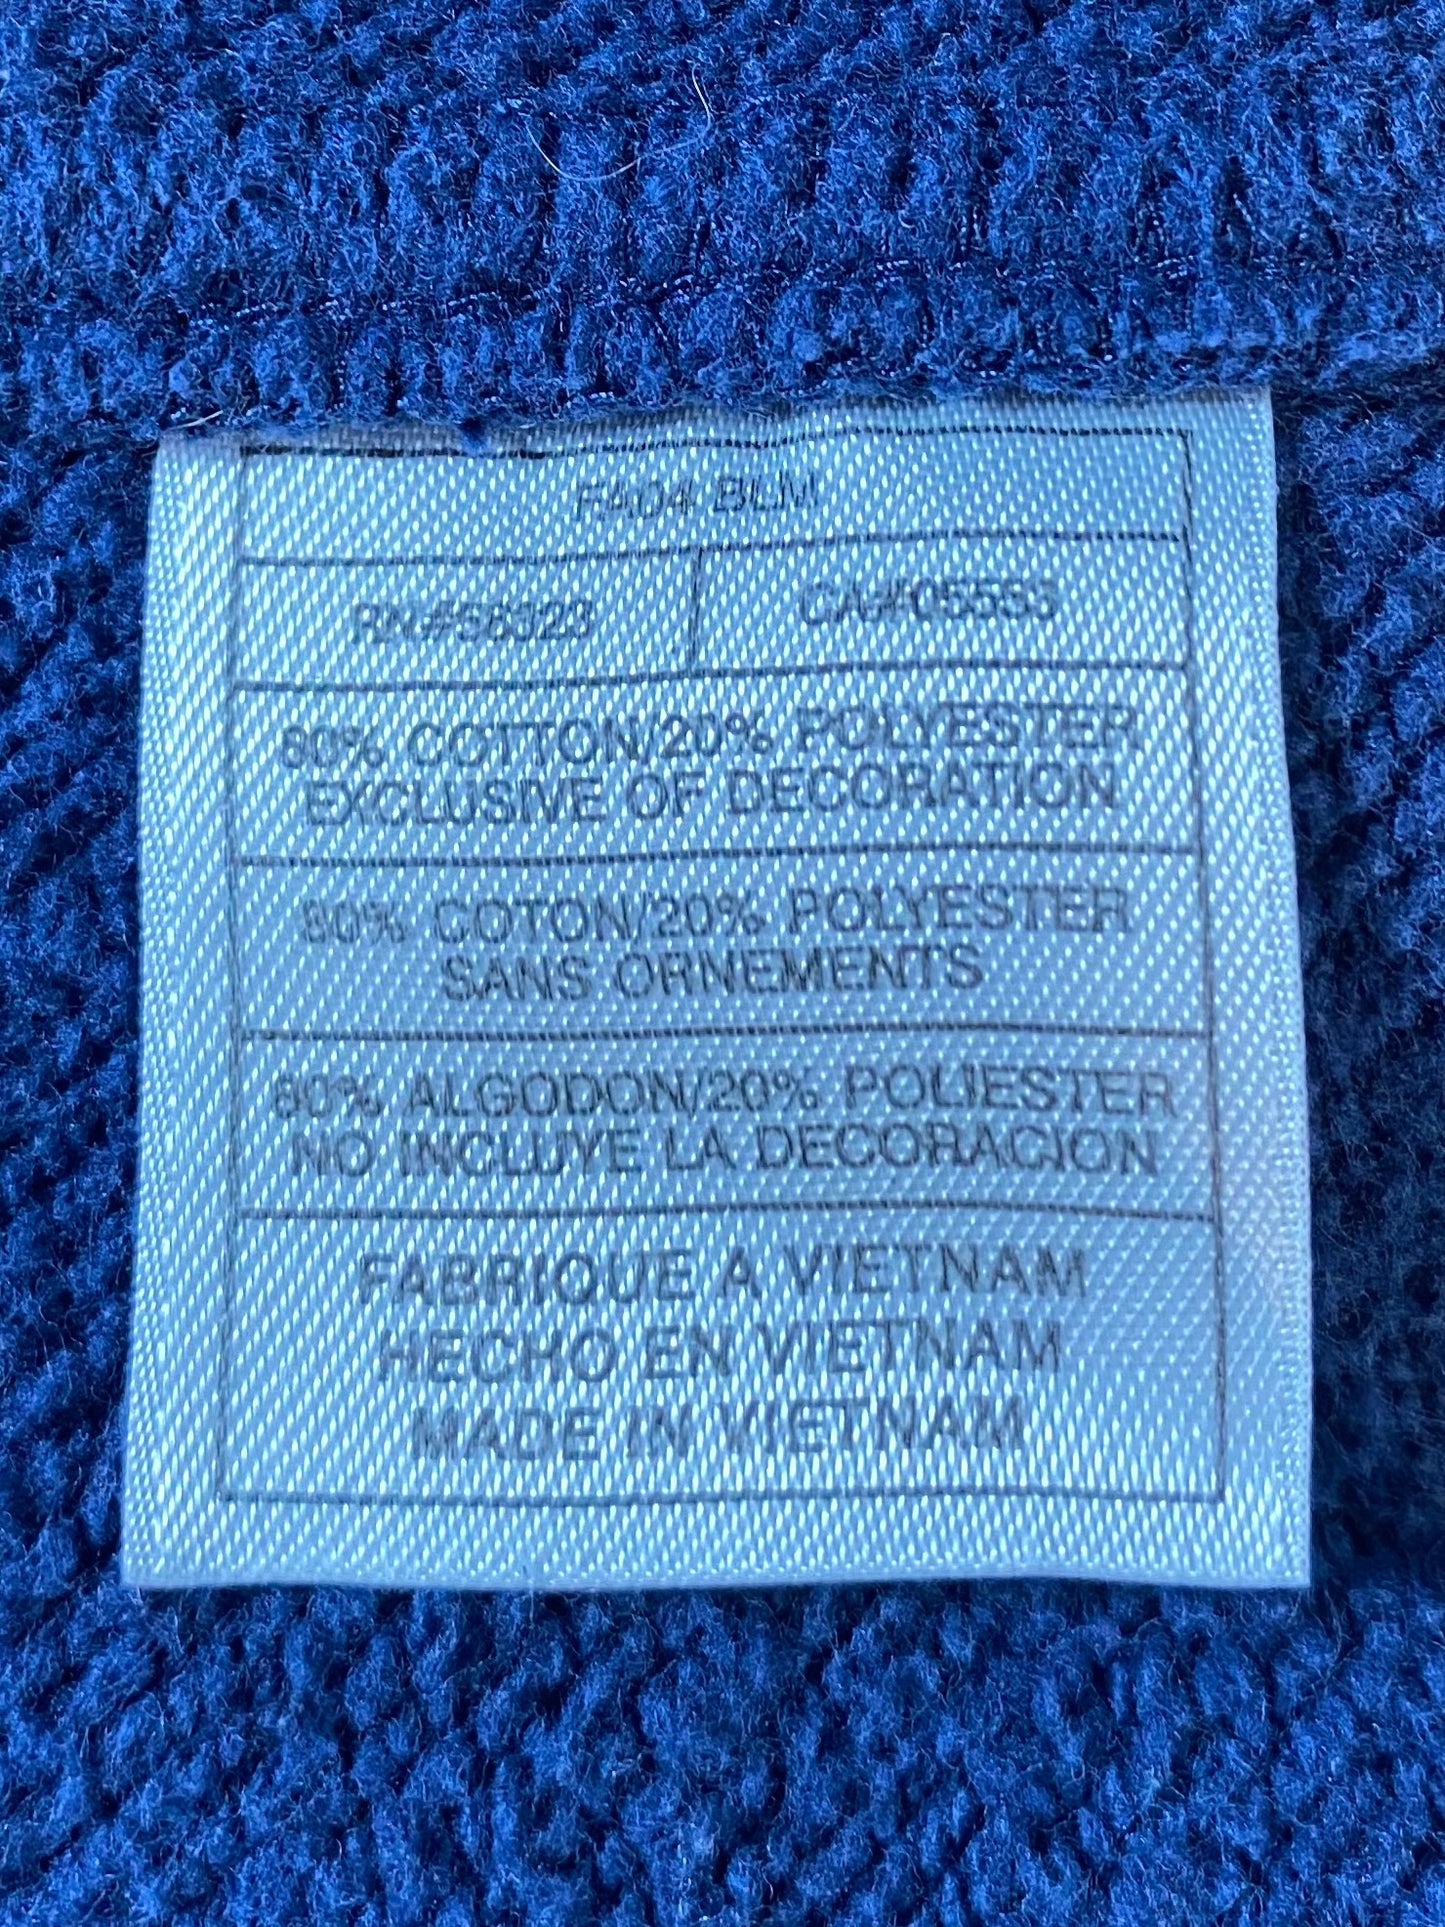 FA04 BLM
RN#56323 CA#05553
80% COTTON/20% POLYESTER
EXCLUSIVE OF DECORATION
80% COTON/20% POLYESTER
SANS ORNEMENTS
80% ALGODON/20% POLIESTER
NO INCLUYE LA DECORACION
FABRIQUE A VIETNAM
HECHO EN VIETNAM
MADE IN VIETNAM